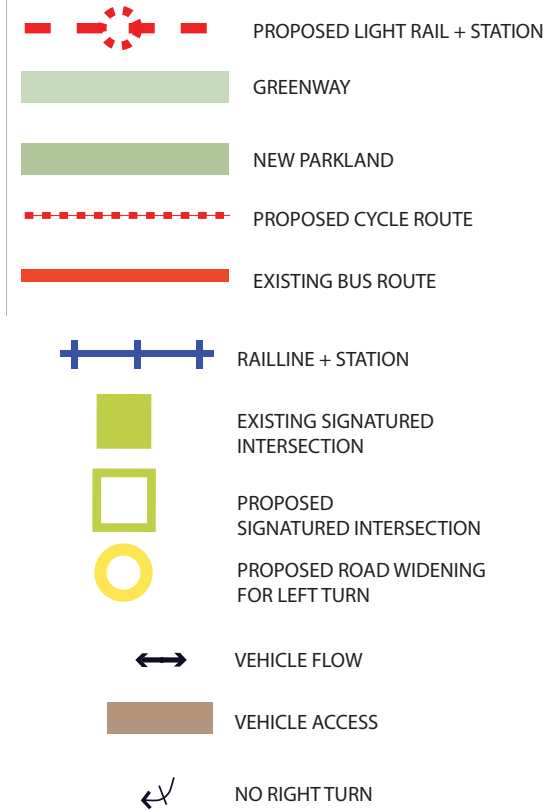 PROPOSED LIGHT RAIL + STATION
GREENWAY
NEW PARKLAND
PROPOSED CYCLE ROUTE
EXISTING BUS ROUTE
RAILLINE + STATION
EXISTING SIGNATURED
INTERSECTION
PROPOSED
SIGNATURED INTERSECTION
PROPOSED ROAD WIDENING
FOR LEFT TURN
VEHICLE FLOW
VEHICLE ACCESS
NO RIGHT TURN